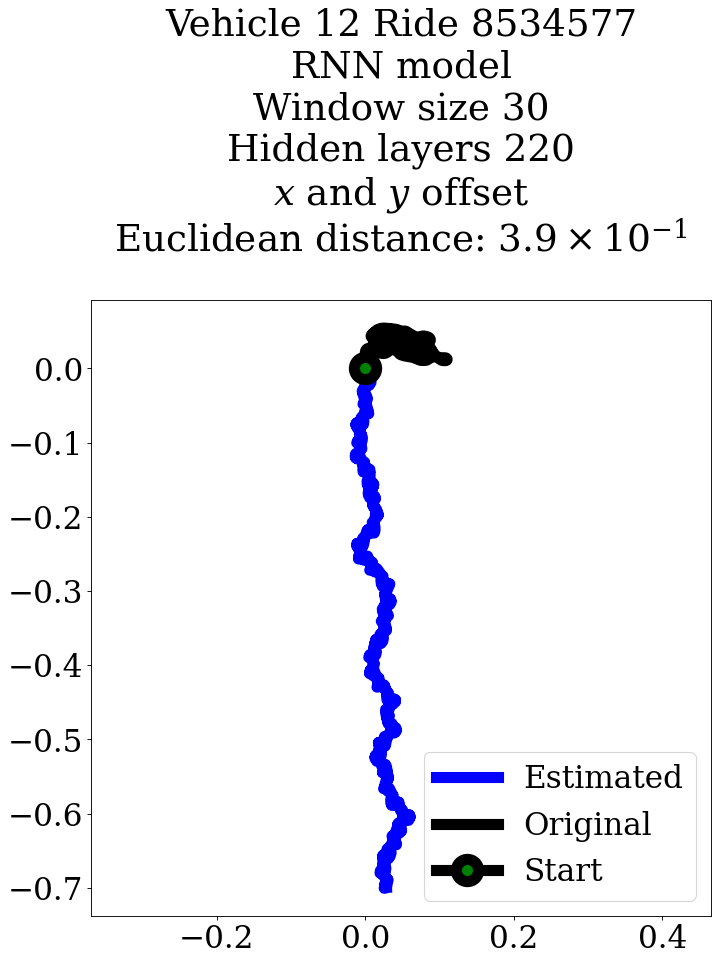 Vehicle 12 Ride 8534577
RNN model
Window size 30
Hidden layers 220
x and y offset
Euclidean distance: 3.9 × 10⁻¹
0.0
−0.1
−0.2
−0.3
−0.4
−0.5
−0.6
−0.7
Estimated
Original
Start
−0.2 0.0 0.2 0.4